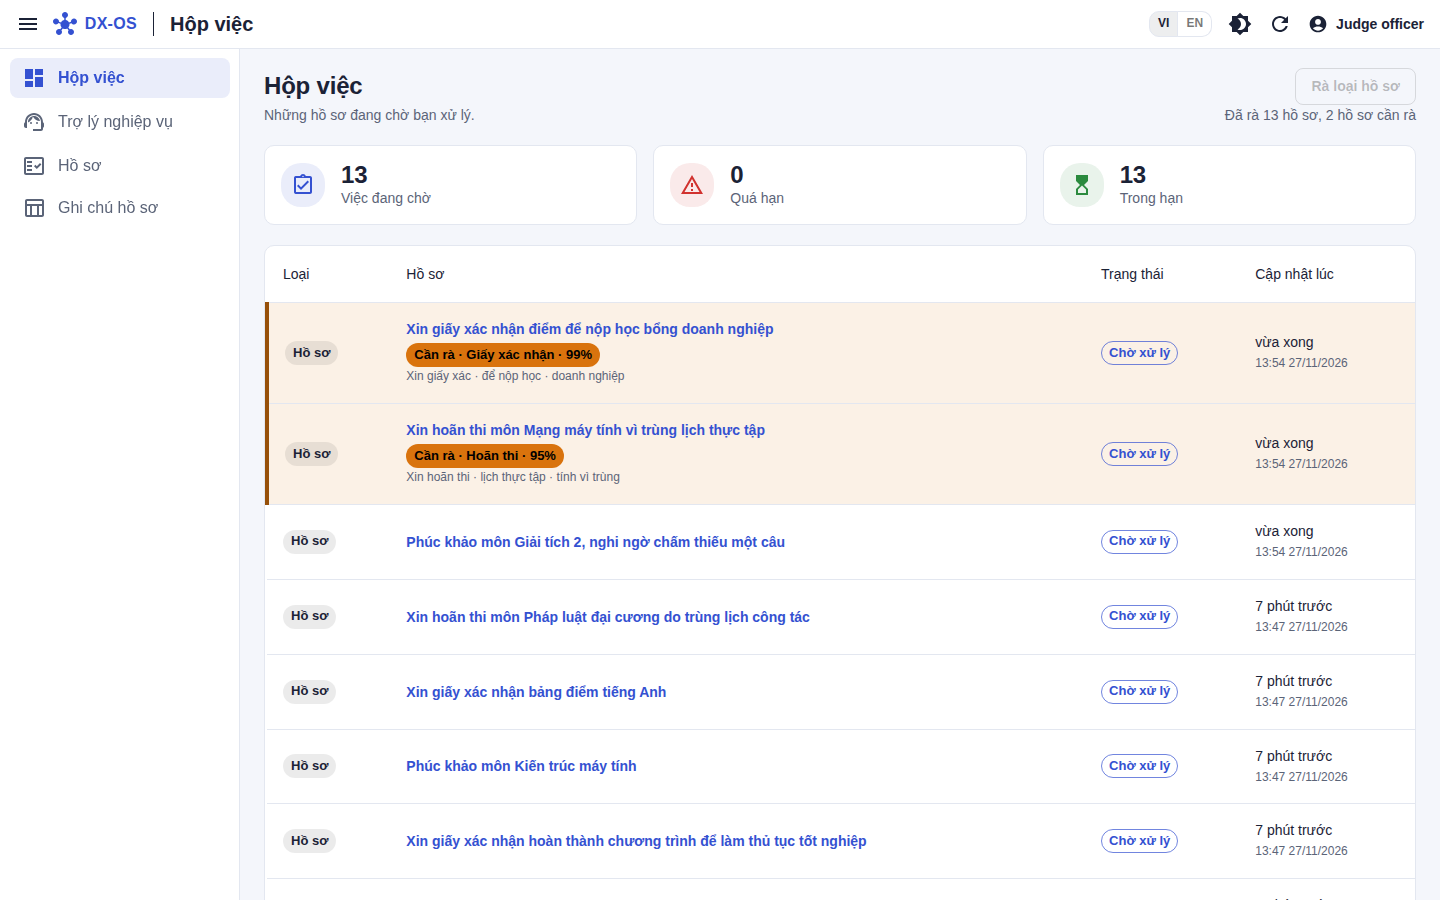 DX-OS
Hộp việc
VI
EN
Judge officer
Hộp việc
Trợ lý nghiệp vụ
Hồ sơ
Ghi chú hồ sơ
Hộp việc
Những hồ sơ đang chờ bạn xử lý.
Rà loại hồ sơ
Đã rà 13 hồ sơ, 2 hồ sơ cần rà
13
Việc đang chờ
0
Quá hạn
13
Trong hạn
Loại
Hồ sơ
Trạng thái
Cập nhật lúc
Hồ sơ
Xin giấy xác nhận điểm để nộp học bổng doanh nghiệp
Cần rà · Giấy xác nhận · 99%
Xin giấy xác · để nộp học · doanh nghiệp
Chờ xử lý
vừa xong
13:54 27/11/2026
Hồ sơ
Xin hoãn thi môn Mạng máy tính vì trùng lịch thực tập
Cần rà · Hoãn thi · 95%
Xin hoãn thi · lịch thực tập · tính vì trùng
Chờ xử lý
vừa xong
13:54 27/11/2026
Hồ sơ
Phúc khảo môn Giải tích 2, nghi ngờ chấm thiếu một câu
Chờ xử lý
vừa xong
13:54 27/11/2026
Hồ sơ
Xin hoãn thi môn Pháp luật đại cương do trùng lịch công tác
Chờ xử lý
7 phút trước
13:47 27/11/2026
Hồ sơ
Xin giấy xác nhận bảng điểm tiếng Anh
Chờ xử lý
7 phút trước
13:47 27/11/2026
Hồ sơ
Phúc khảo môn Kiến trúc máy tính
Chờ xử lý
7 phút trước
13:47 27/11/2026
Hồ sơ
Xin giấy xác nhận hoàn thành chương trình để làm thủ tục tốt nghiệp
Chờ xử lý
7 phút trước
13:47 27/11/2026